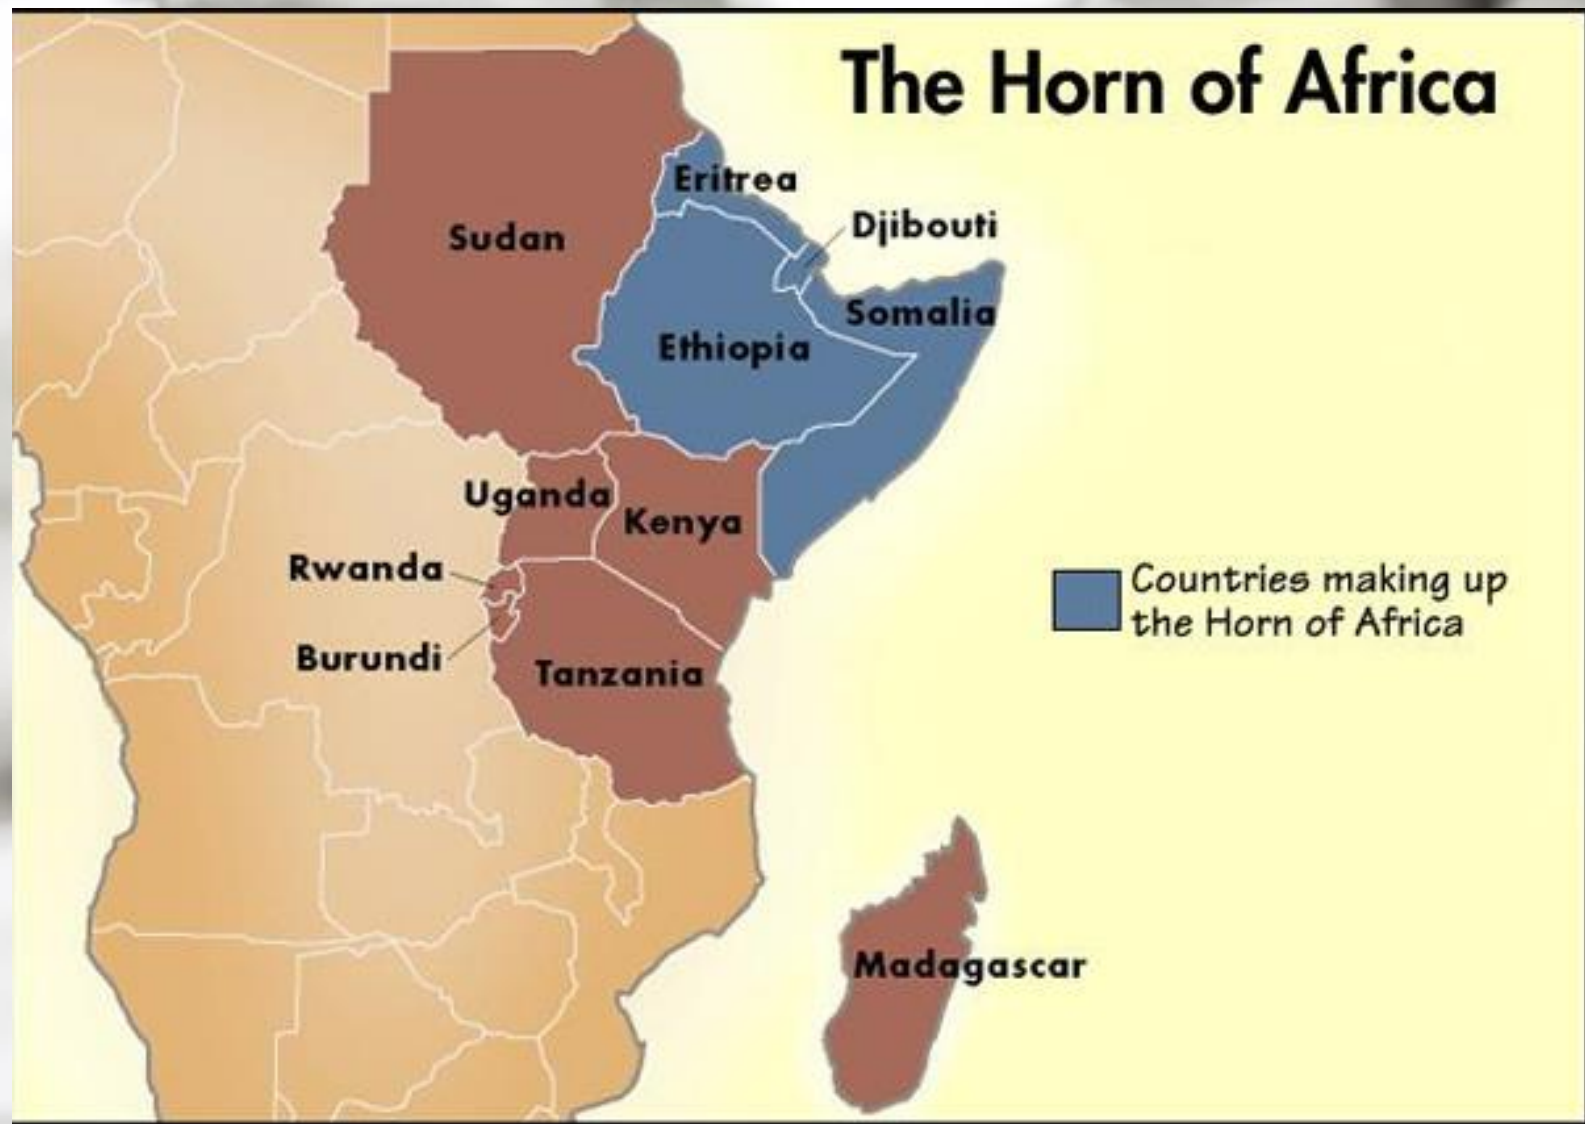 The Horn of Africa
Eritrea
Djibouti
Sudan
Somalia
Ethiopia
Uganda
Kenya
Rwanda
Countries making up
the Horn of Africa
Burundi
Tanzania
Madagascar